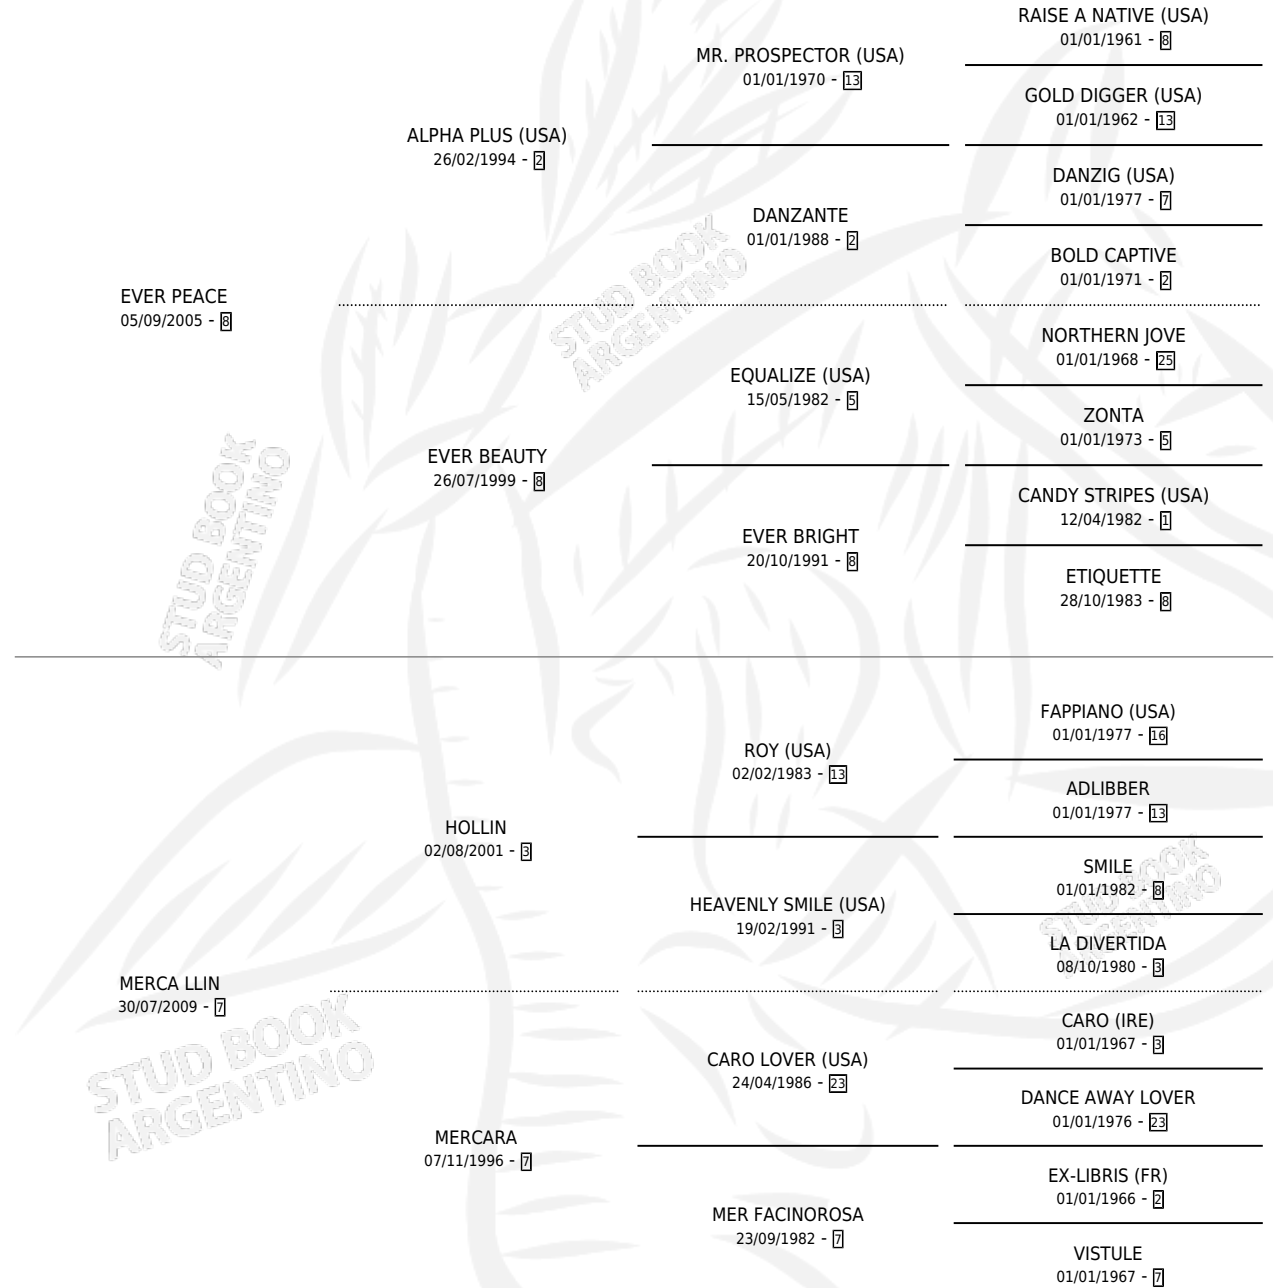 RAISE A NATIVE (USA)
01/01/1961 - 8
MR. PROSPECTOR (USA)
01/01/1970 - 13
GOLD DIGGER (USA)
01/01/1962 - 13
ALPHA PLUS (USA)
26/02/1994 - 2
DANZIG (USA)
01/01/1977 - 7
DANZANTE
01/01/1988 - 2
BOLD CAPTIVE
01/01/1971 - 2
EVER PEACE
05/09/2005 - 8
NORTHERN JOVE
01/01/1968 - 25
EQUALIZE (USA)
15/05/1982 - 5
ZONTA
01/01/1973 - 5
EVER BEAUTY
26/07/1999 - 8
CANDY STRIPES (USA)
12/04/1982 - 1
EVER BRIGHT
20/10/1991 - 8
ETIQUETTE
28/10/1983 - 8
STUD BOOK
ARGENTINO
STUD BOOK
ARGENTINO
FAPPIANO (USA)
01/01/1977 - 16
ROY (USA)
02/02/1983 - 13
ADLIBBER
01/01/1977 - 13
HOLLIN
02/08/2001 - 3
SMILE
01/01/1982 - 8
HEAVENLY SMILE (USA)
19/02/1991 - 3
LA DIVERTIDA
08/10/1980 - 3
MERCA LLIN
30/07/2009 - 7
CARO (IRE)
01/01/1967 - 3
CARO LOVER (USA)
24/04/1986 - 23
DANCE AWAY LOVER
01/01/1976 - 23
MERCARA
07/11/1996 - 7
EX-LIBRIS (FR)
01/01/1966 - 2
MER FACINOROSA
23/09/1982 - 7
VISTULE
01/01/1967 - 7
STUD BOOK
ARGENTINO
STUD BOOK
ARGENTINO